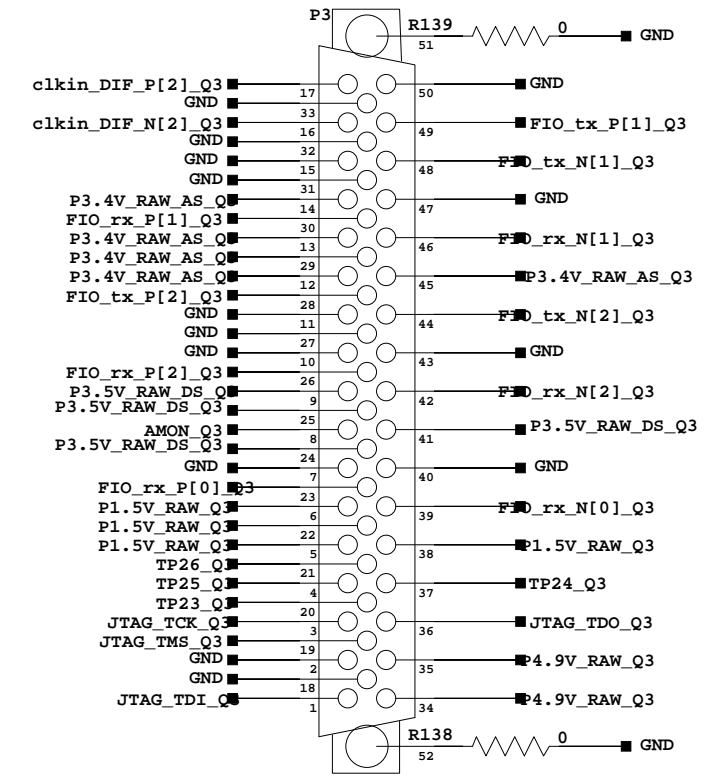 P3 R139 0 GND
51
clkin_DIF_P[2]_Q3 17 50 GND
GND 33
clkin_DIF_N[2]_Q3 16 49 FIO_tx_P[1]_Q3
GND 32
GND 15 48 FIO_tx_N[1]_Q3
GND 31
P3.4V_RAW_AS_Q3 14 47 GND
FIO_rx_P[1]_Q3 30
P3.4V_RAW_AS_Q3 13 46 FIO_rx_N[1]_Q3
P3.4V_RAW_AS_Q3 29
P3.4V_RAW_AS_Q3 12 45 P3.4V_RAW_AS_Q3
FIO_tx_P[2]_Q3 28
GND 11 44 FIO_tx_N[2]_Q3
GND 27
GND 10 43 GND
FIO_rx_P[2]_Q3 26
P3.5V_RAW_DS_Q3 9 42 FIO_rx_N[2]_Q3
P3.5V_RAW_DS_Q3 25
AMON_Q3 8 41 P3.5V_RAW_DS_Q3
P3.5V_RAW_DS_Q3 24
GND 7 40 GND
FIO_rx_P[0]_Q3 23
P1.5V_RAW_Q3 6 39 FIO_rx_N[0]_Q3
P1.5V_RAW_Q3 22
P1.5V_RAW_Q3 5 38 P1.5V_RAW_Q3
TP26_Q3 21
TP25_Q3 4 37 TP24_Q3
TP23_Q3 20
JTAG_TCK_Q3 3 36 JTAG_TDO_Q3
JTAG_TMS_Q3 19
GND 2 35 P4.9V_RAW_Q3
GND 18
JTAG_TDI_Q3 1 34 P4.9V_RAW_Q3
R138 0 GND
52